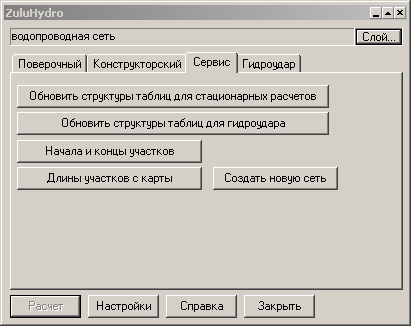 ZuluHydro
водопроводная сеть
Слой...
Поверочный Конструкторский Сервис Гидроудар
Обновить структуры таблиц для стационарных расчетов
Обновить структуры таблиц для гидроудара
Начала и концы участков
Длины участков с карты Создать новую сеть
Расчет Настройки Справка Закрыть